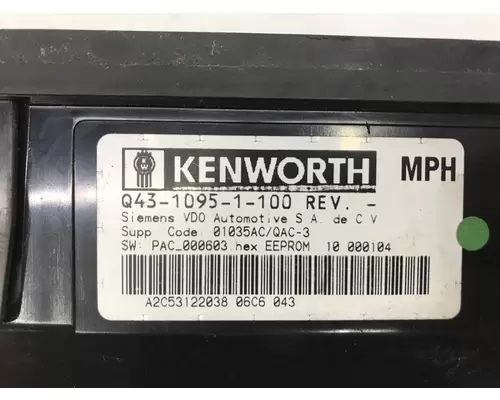 KENWORTH MPH
Q43-1095-1-100 REV. -
Siemens VDO Automotive S A. de C V
Supp Code: 01035AC/QAC-3
SW: PAC_000603.hex EEPROM 10 000104
A2C53122038 06C6 043